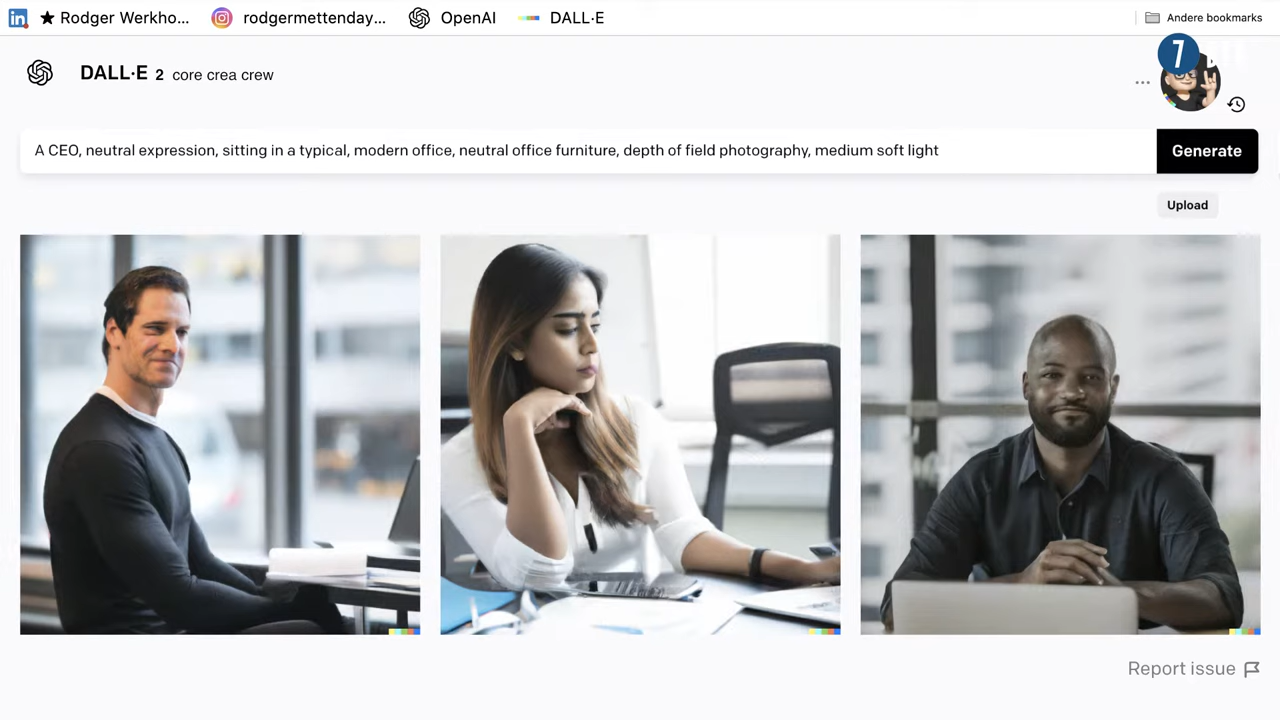 ★ Rodger Werkho...
rodgermettenday...
OpenAI
DALL·E
Andere bookmarks
7
DALL·E 2 core crea crew
A CEO, neutral expression, sitting in a typical, modern office, neutral office furniture, depth of field photography, medium soft light
Generate
Upload
Report issue